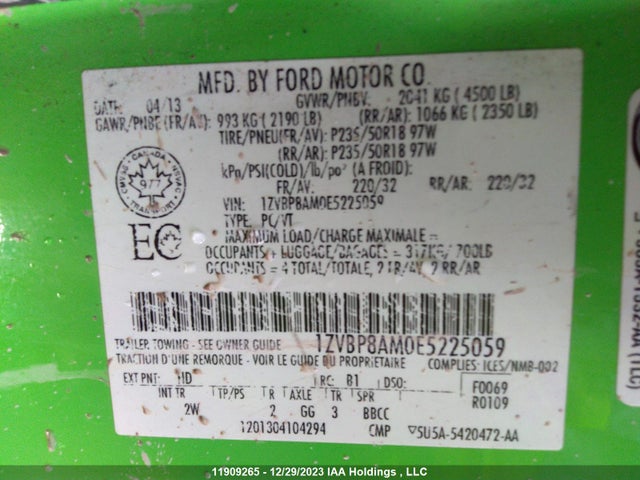 MFD. BY FORD MOTOR CO.
DATE: 04/13 GVWR/PNBV: 2041 KG ( 4500 LB)
GAWR/PNBE (FR/AV): 993 KG ( 2190 LB) (RR/AR): 1066 KG ( 2350 LB)
TIRE/PNEU(FR/AV): P235/50R18 97W
(RR/AR): P235/50R18 97W
kPa/PSI(COLD)/lb/po² (A FROID):
FR/AV: 220/32 RR/AR: 220/32
VIN: 1ZVBP8AM0E5225059
TYPE: PC/VT
MAXIMUM LOAD/CHARGE MAXIMALE =
OCCUPANTS + LUGGAGE/BAGAGES = 317KG/ 700LB
OCCUPANTS = 4 TOTAL/TOTALE, 2 FR/AV, 2 RR/AR
CANADA
977
TRANSPORT
EC
TRAILER TOWING - SEE OWNER GUIDE
1ZVBP8AM0E5225059
TRACTION D'UNE REMORQUE - VOIR LE GUIDE DU PROPRIETAIRE
COMPLIES: ICES/NMB-002
EXT PNT: HD RC: B1 DSO: F0069
INT TR TP/PS R AXLE TR SPR R0109
2W 2 GG 3 BBCC
1201304104294 CMP 5U5A-5420472-AA
11909265 - 12/29/2023 IAA Holdings , LLC